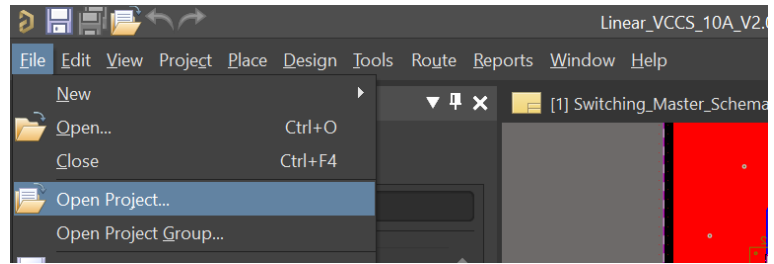 Linear_VCCS_10A_V2.
File Edit View Project Place Design Tools Route Reports Window Help
New
[1] Switching_Master_Schema
Open... Ctrl+O
Close Ctrl+F4
Open Project...
Open Project Group...